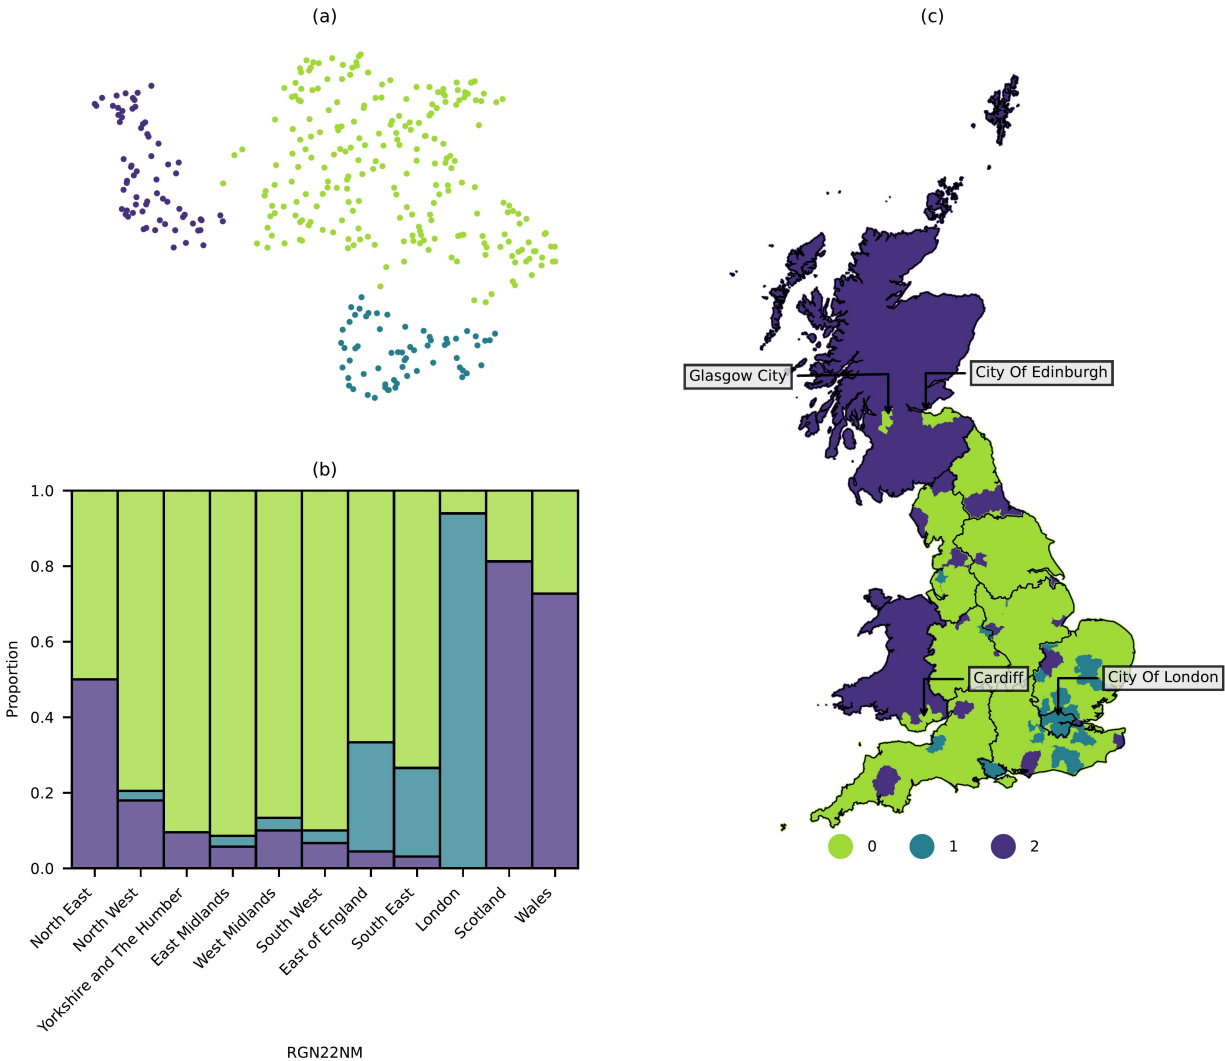 (a)
(c)
Glasgow City
City Of Edinburgh
Cardiff
City Of London
0
1
2
(b)
1.0
0.8
0.6
0.4
0.2
0.0
Proportion
North East
North West
Yorkshire and The Humber
East Midlands
West Midlands
South West
East of England
South East
London
Scotland
Wales
RGN22NM